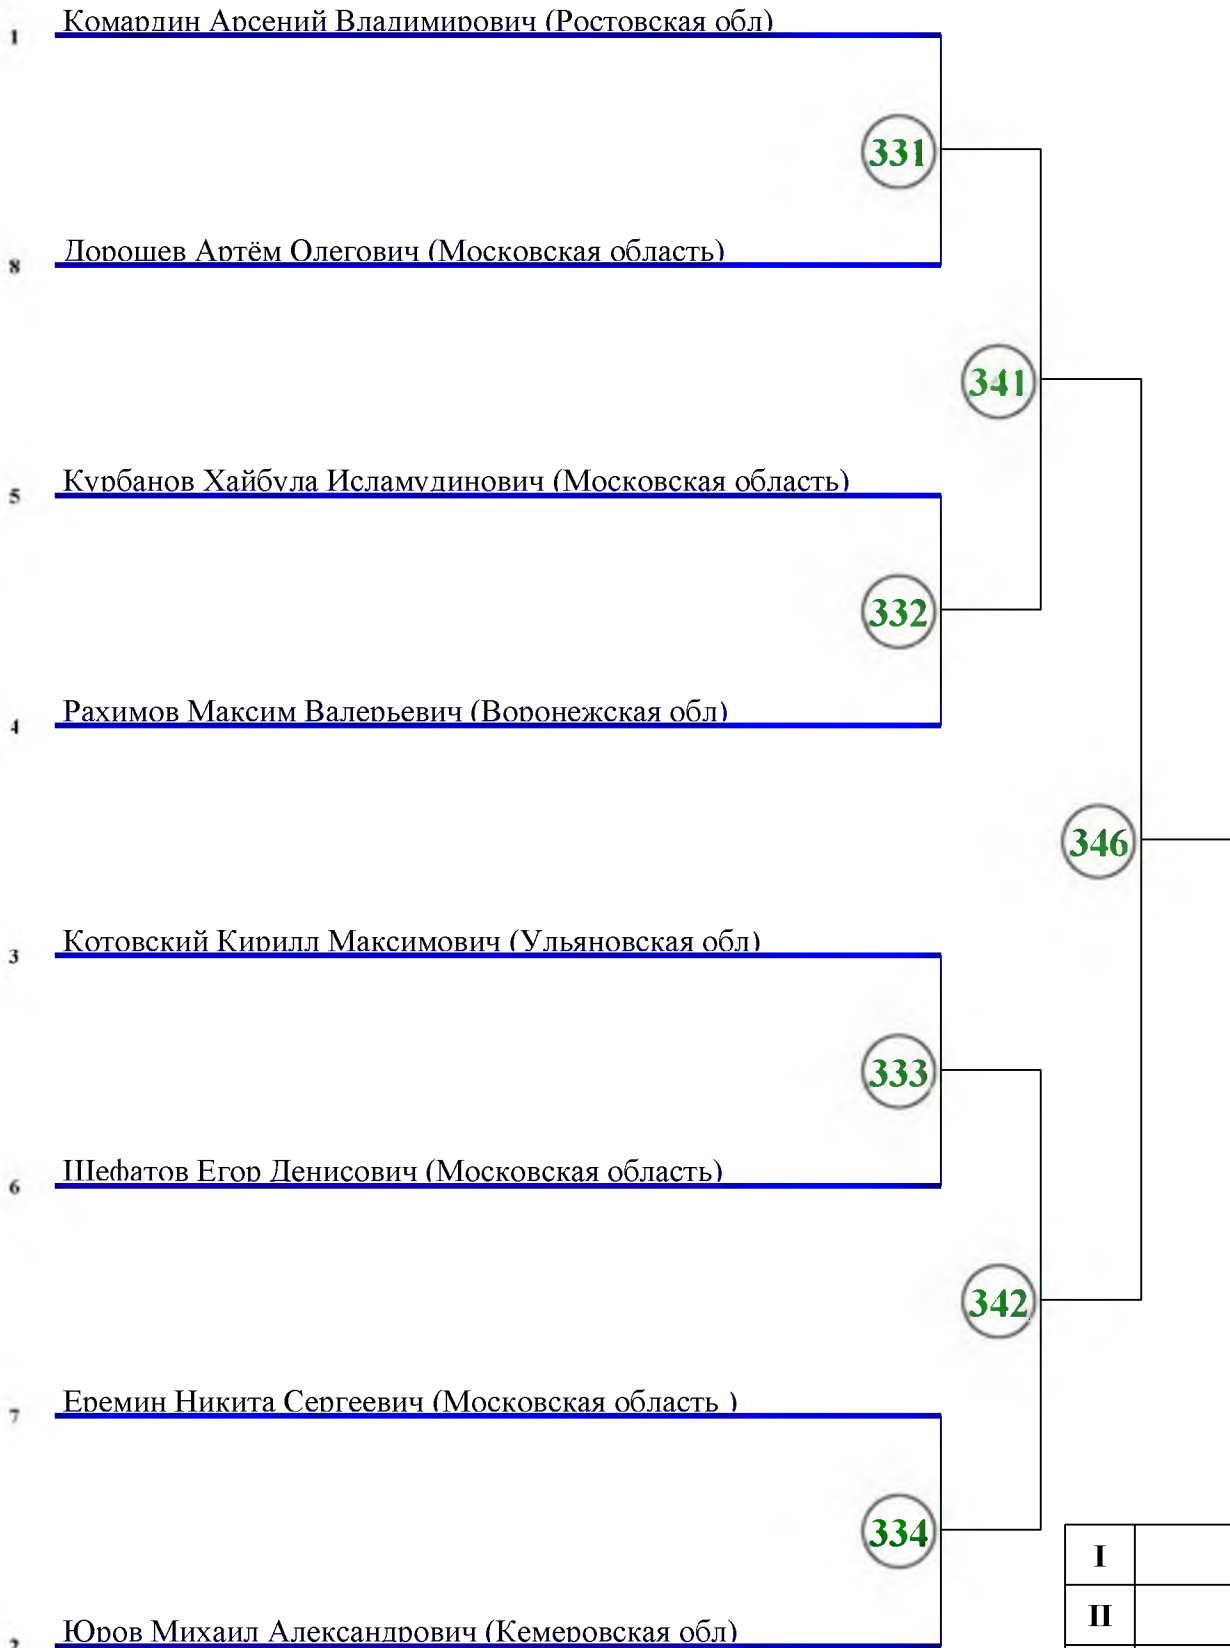 Комардин Арсений Владимирович (Ростовская обл)
1
331
Дорошев Артём Олегович (Московская область)
8
341
Курбанов Хайбула Исламудинович (Московская область)
5
332
Рахимов Максим Валерьевич (Воронежская обл)
4
346
Котовский Кирилл Максимович (Ульяновская обл)
3
333
Шефатов Егор Денисович (Московская область)
6
342
Еремин Никита Сергеевич (Московская область )
7
334
I
II
Юров Михаил Александрович (Кемеровская обл)
2